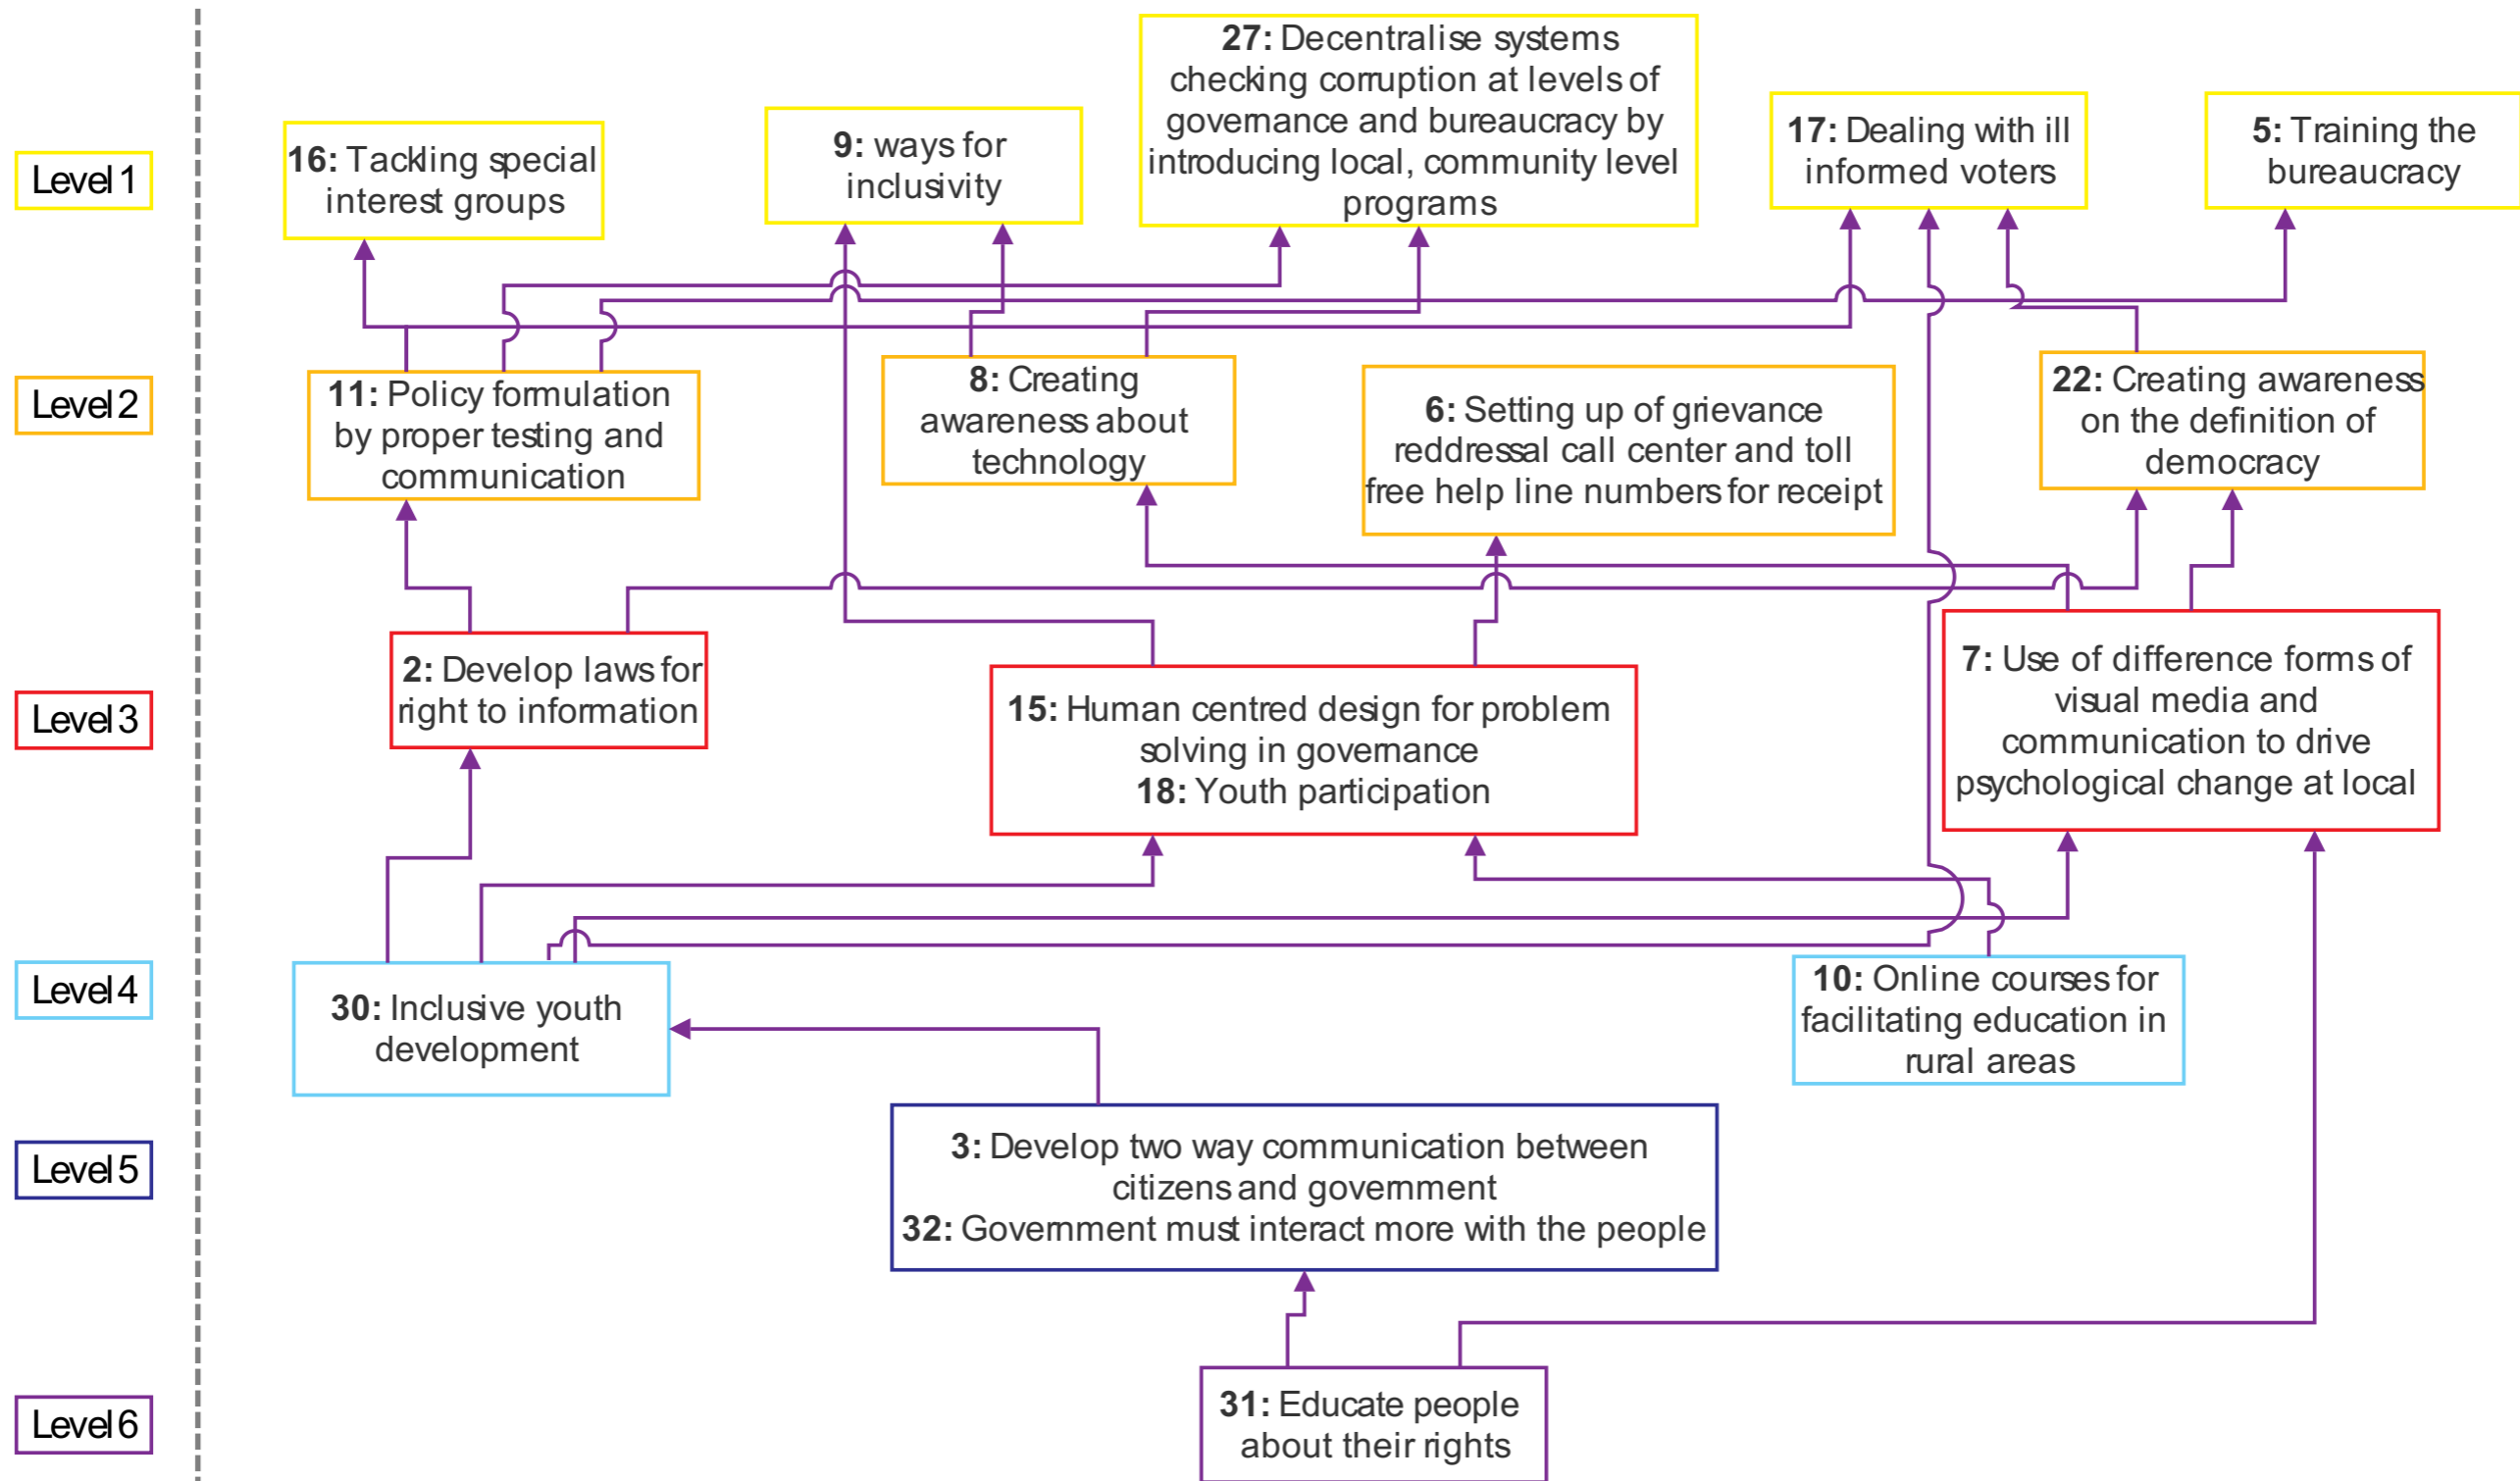 Level 1
16: Tackling special
interest groups
9: ways for
inclusivity
27: Decentralise systems
checking corruption at levels of
governance and bureaucracy by
introducing local, community level
programs
17: Dealing with ill
informed voters
5: Training the
bureaucracy
Level 2
11: Policy formulation
by proper testing and
communication
8: Creating
awareness about
technology
6: Setting up of grievance
reddressal call center and toll
free help line numbers for receipt
22: Creating awareness
on the definition of
democracy
Level 3
2: Develop laws for
right to information
15: Human centred design for problem
solving in governance
18: Youth participation
7: Use of difference forms of
visual media and
communication to drive
psychological change at local
Level 4
30: Inclusive youth
development
10: Online courses for
facilitating education in
rural areas
Level 5
3: Develop two way communication between
citizens and government
32: Government must interact more with the people
Level 6
31: Educate people
about their rights